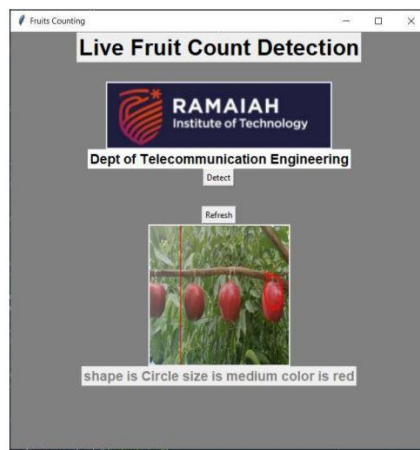 Fruits Counting
Live Fruit Count Detection
RAMAIAH
Institute of Technology
Dept of Telecommunication Engineering
Detect
Refresh
shape is Circle size is medium color is red